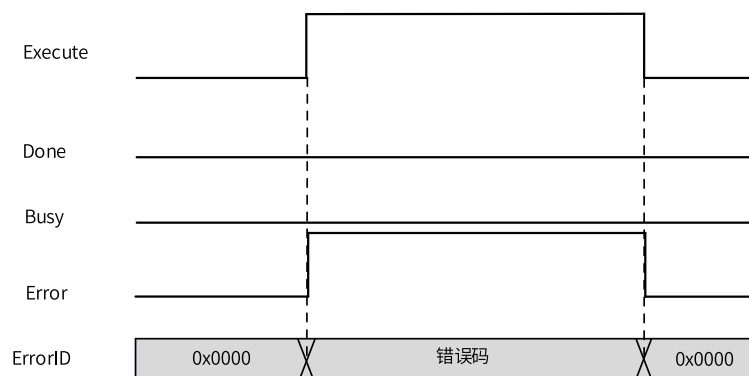 Execute
Done
Busy
Error
ErrorID 0x0000 错误码 0x0000